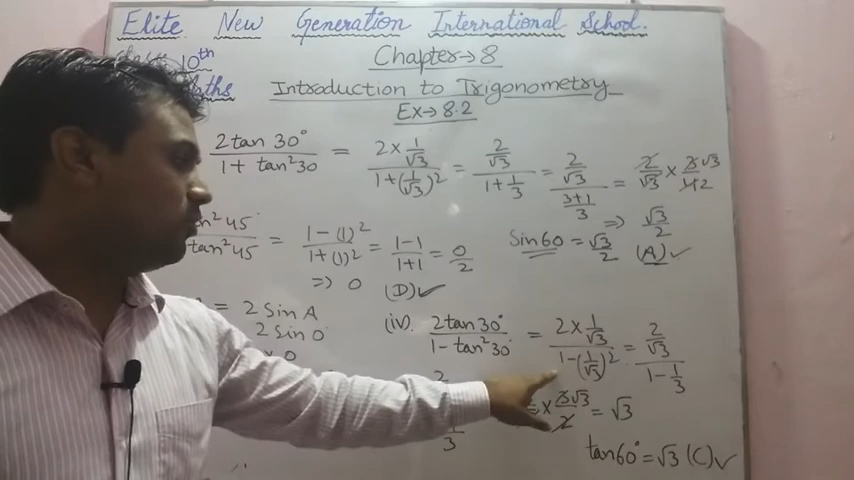 Elite New Generation International School.
10th
Chapter→8
Introduction to Trigonometry
Ex→8.2
2tan 30° / 1+ tan²30 = 2×1/√3 / 1+(1/√3)² = 2/√3 / 1+1/3 = 2/√3 / 3+1/3 = 2/√3 × 3√3/42
=> √3/2
Sin60 = √3/2 (A)✓
tan²45 = 1-(1)² / 1+(1)² = 1-1 / 1+1 = 0/2
=> 0 (D)✓
= 2 Sin A
2 Sin 0
× 0
(iv). 2tan30° / 1- tan²30° = 2×1/√3 / 1-(1/√3)² = 2/√3 / 1-1/3
× 3√3/2 = √3
tan60° = √3 (C)✓